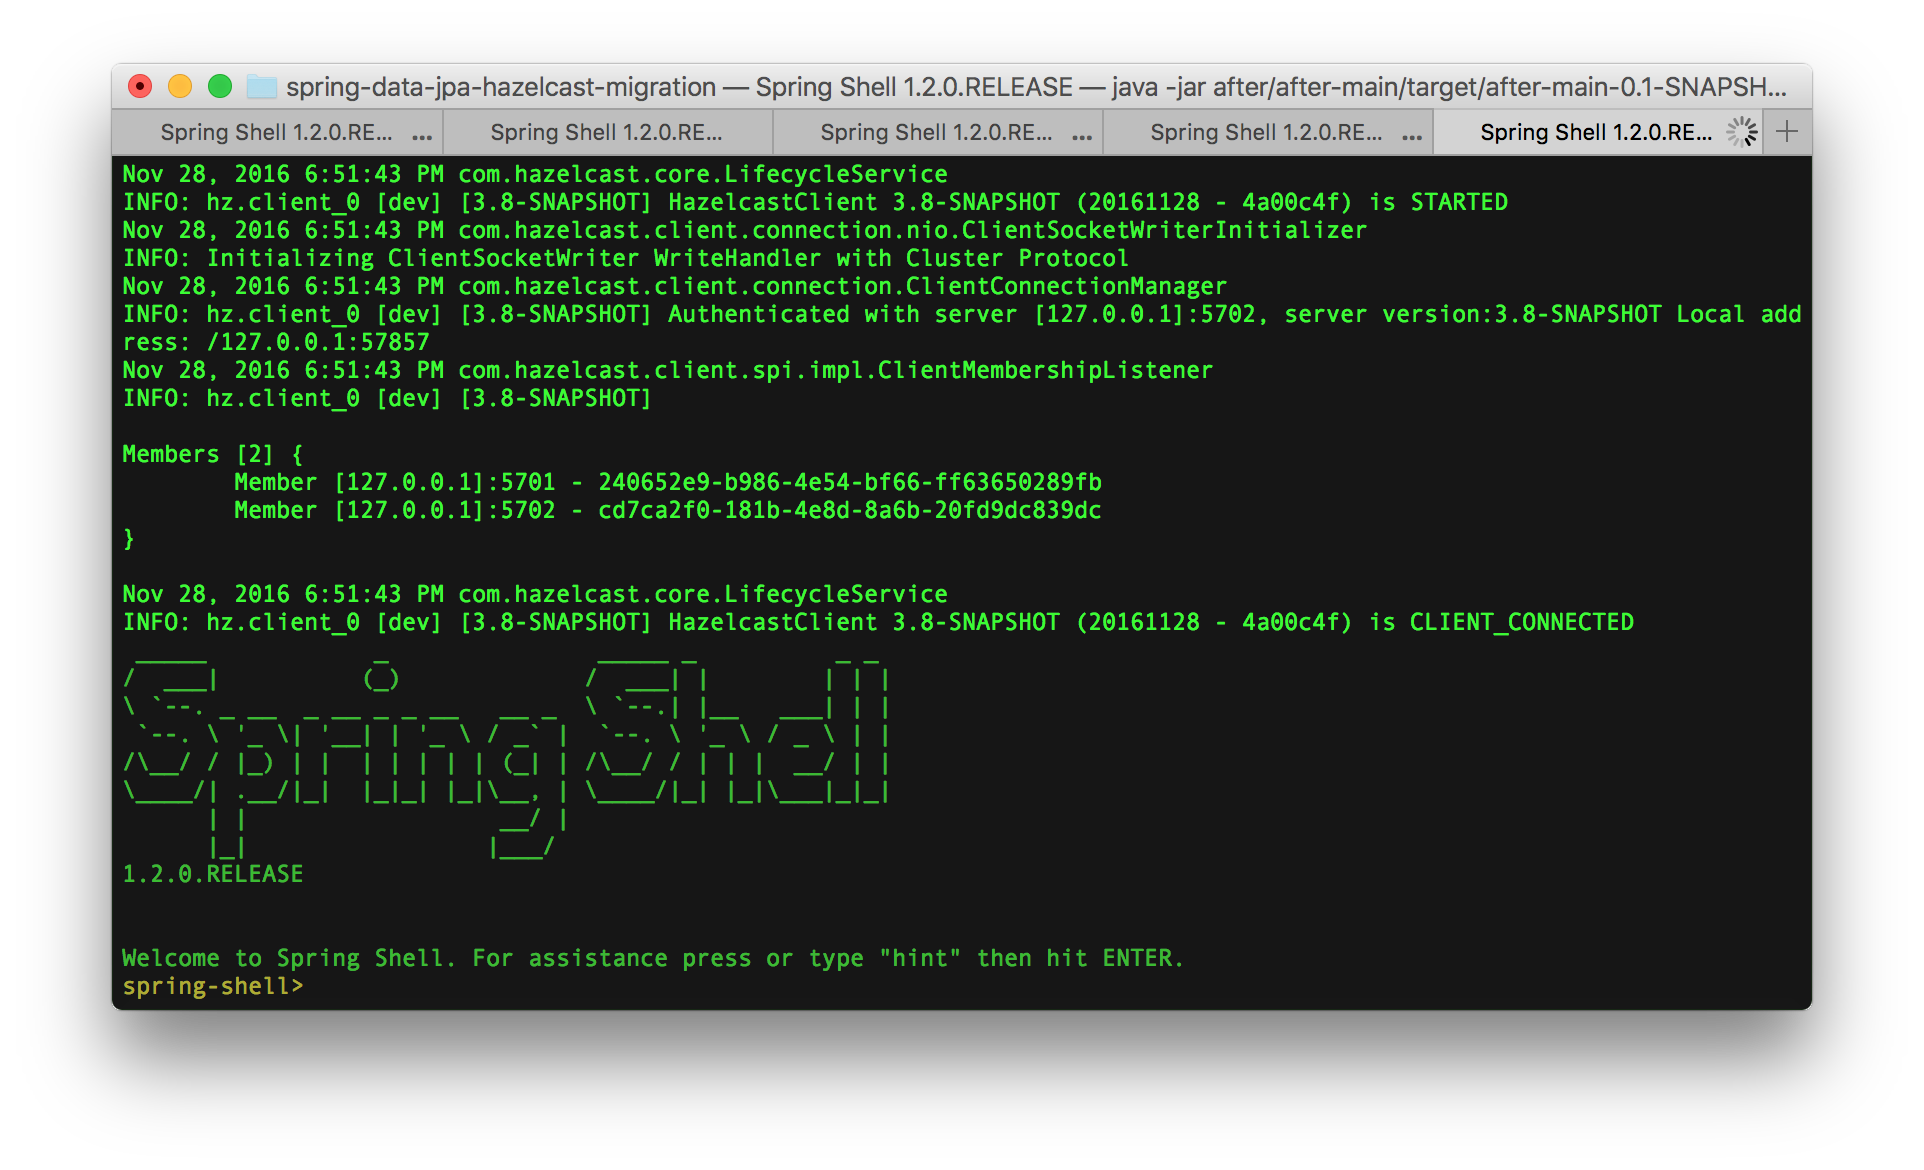 spring-data-jpa-hazelcast-migration — Spring Shell 1.2.0.RELEASE — java -jar after/after-main/target/after-main-0.1-SNAPSH...
Spring Shell 1.2.0.RE... ... Spring Shell 1.2.0.RE... Spring Shell 1.2.0.RE... ... Spring Shell 1.2.0.RE... ... Spring Shell 1.2.0.RE... +
Nov 28, 2016 6:51:43 PM com.hazelcast.core.LifecycleService
INFO: hz.client_0 [dev] [3.8-SNAPSHOT] HazelcastClient 3.8-SNAPSHOT (20161128 - 4a00c4f) is STARTED
Nov 28, 2016 6:51:43 PM com.hazelcast.client.connection.nio.ClientSocketWriterInitializer
INFO: Initializing ClientSocketWriter WriteHandler with Cluster Protocol
Nov 28, 2016 6:51:43 PM com.hazelcast.client.connection.ClientConnectionManager
INFO: hz.client_0 [dev] [3.8-SNAPSHOT] Authenticated with server [127.0.0.1]:5702, server version:3.8-SNAPSHOT Local add
ress: /127.0.0.1:57857
Nov 28, 2016 6:51:43 PM com.hazelcast.client.spi.impl.ClientMembershipListener
INFO: hz.client_0 [dev] [3.8-SNAPSHOT]
Members [2] {
Member [127.0.0.1]:5701 - 240652e9-b986-4e54-bf66-ff63650289fb
Member [127.0.0.1]:5702 - cd7ca2f0-181b-4e8d-8a6b-20fd9dc839dc
}
Nov 28, 2016 6:51:43 PM com.hazelcast.core.LifecycleService
INFO: hz.client_0 [dev] [3.8-SNAPSHOT] HazelcastClient 3.8-SNAPSHOT (20161128 - 4a00c4f) is CLIENT_CONNECTED
Spring Shell
1.2.0.RELEASE
Welcome to Spring Shell. For assistance press or type "hint" then hit ENTER.
spring-shell>